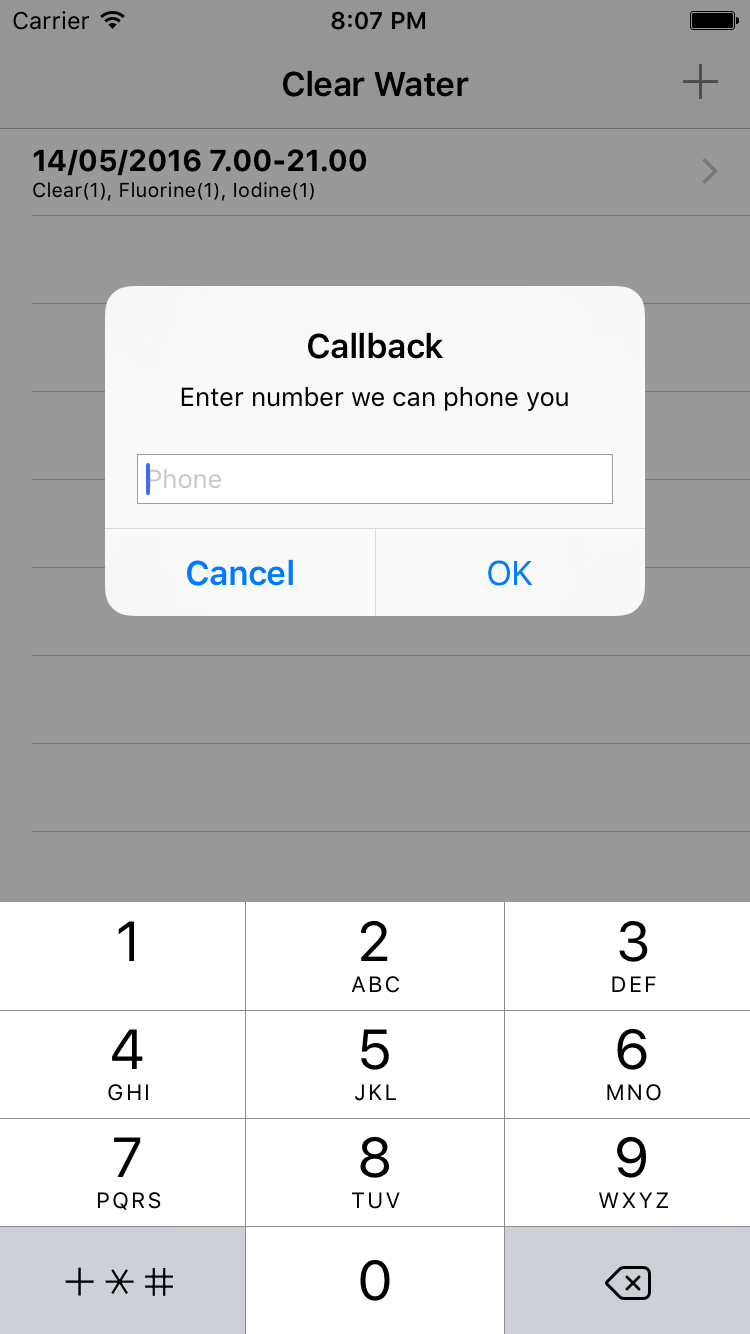 Carrier 8:07 PM
Clear Water
14/05/2016 7.00-21.00
Clear(1), Fluorine(1), Iodine(1)
Callback
Enter number we can phone you
Phone
Cancel OK
1 2 3
ABC DEF
4 5 6
GHI JKL MNO
7 8 9
PQRS TUV WXYZ
+ * # 0